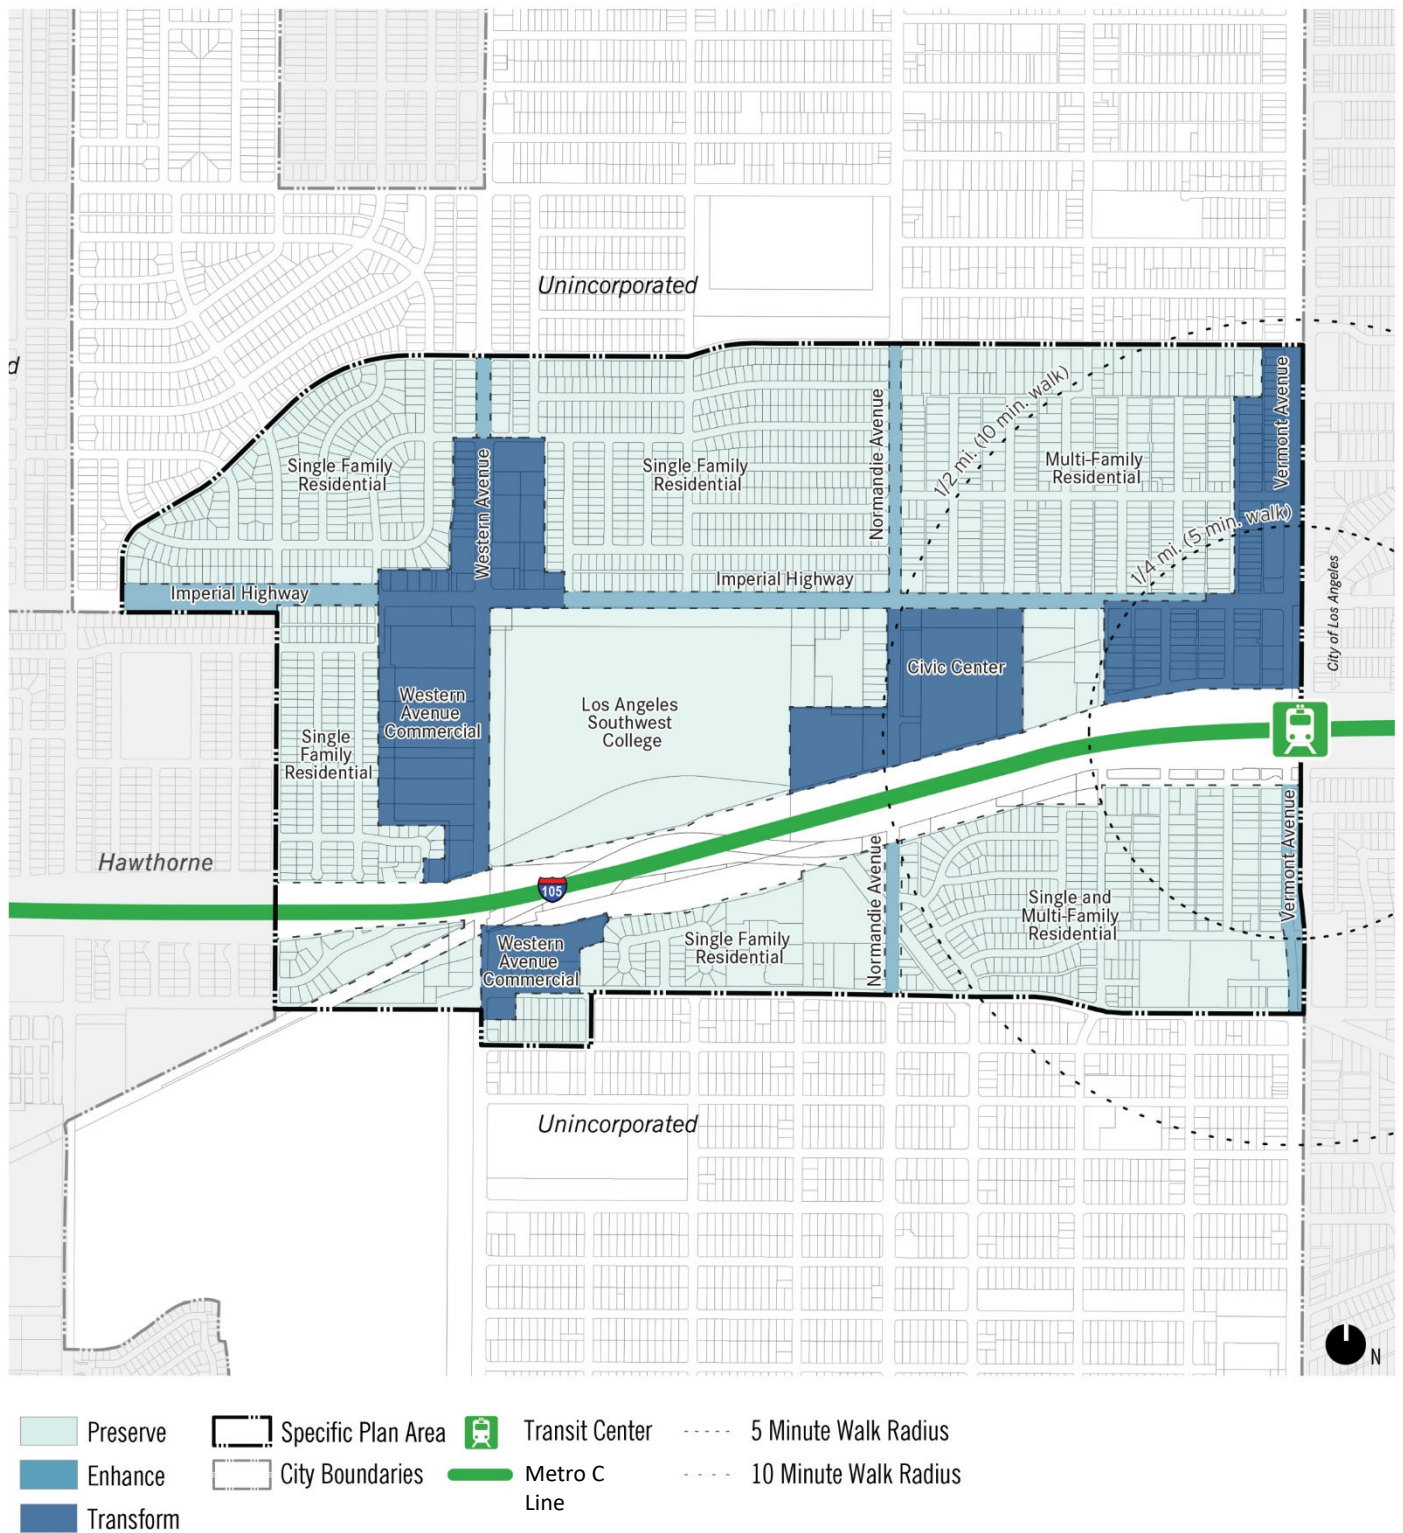 Unincorporated
d
1/2 mi. (10 min. walk)
Normandie Avenue
Vermont Avenue
Single Family
Residential
Western Avenue
Single Family
Residential
Multi-Family
Residential
1/4 mi. (5 min. walk)
Imperial Highway
Imperial Highway
City of Los Angeles
Western
Avenue
Commercial
Los Angeles
Southwest
College
Civic Center
Single
Family
Residential
Hawthorne
105
Normandie Avenue
Vermont Avenue
Western
Avenue
Commercial
Single Family
Residential
Single and
Multi-Family
Residential
Unincorporated
N
Preserve
Enhance
Transform
Specific Plan Area
City Boundaries
Transit Center
Metro C
Line
5 Minute Walk Radius
10 Minute Walk Radius